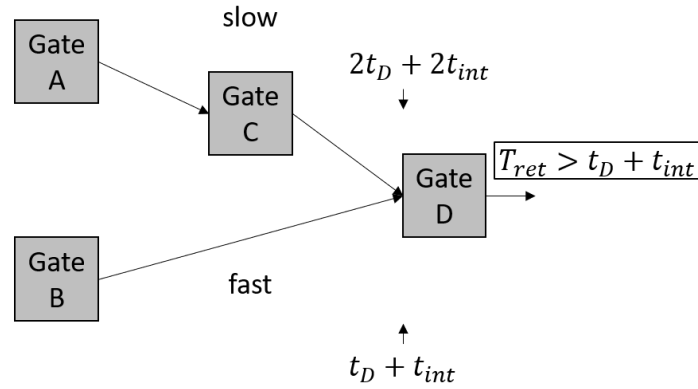 slow
Gate
A
2t_D + 2t_int
Gate
C
T_ret > t_D + t_int
Gate
D
Gate
B
fast
t_D + t_int